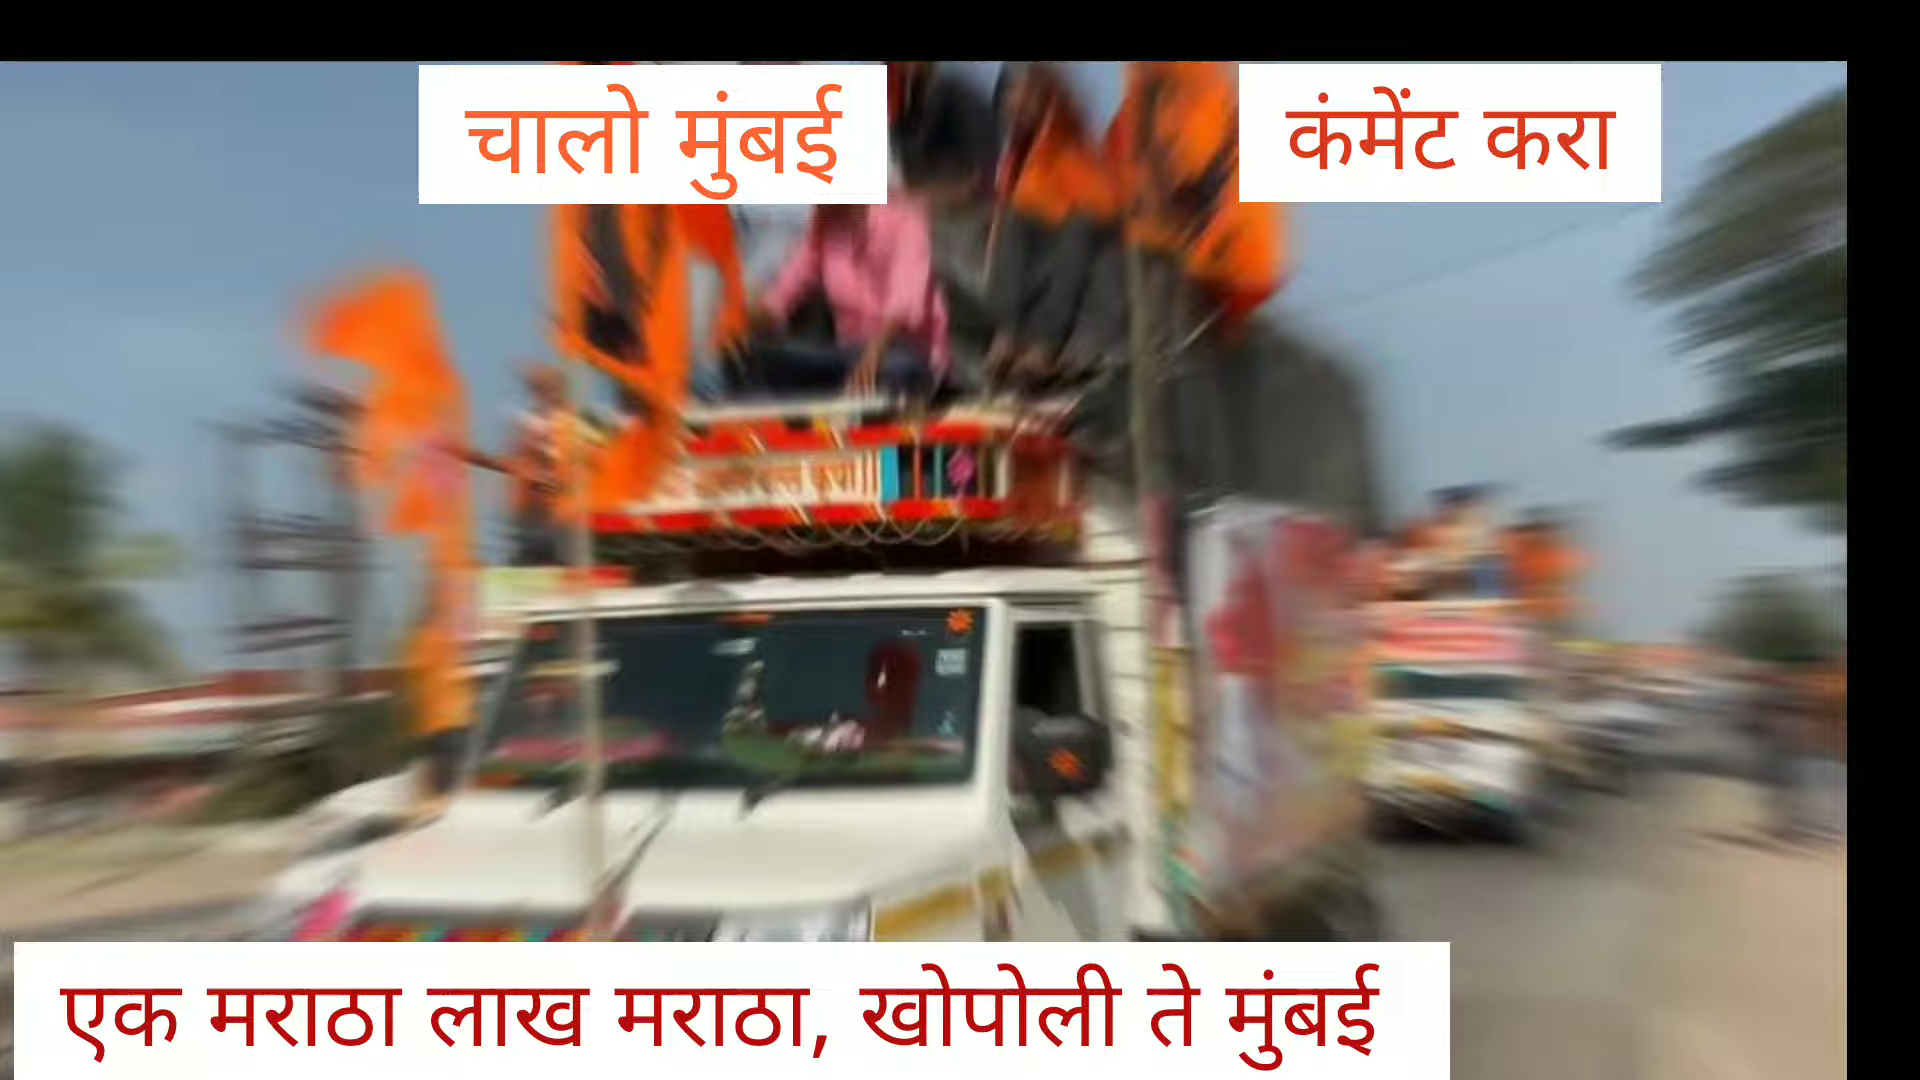 चालो मुंबई
कंमेंट करा
एक मराठा लाख मराठा, खोपोली ते मुंबई